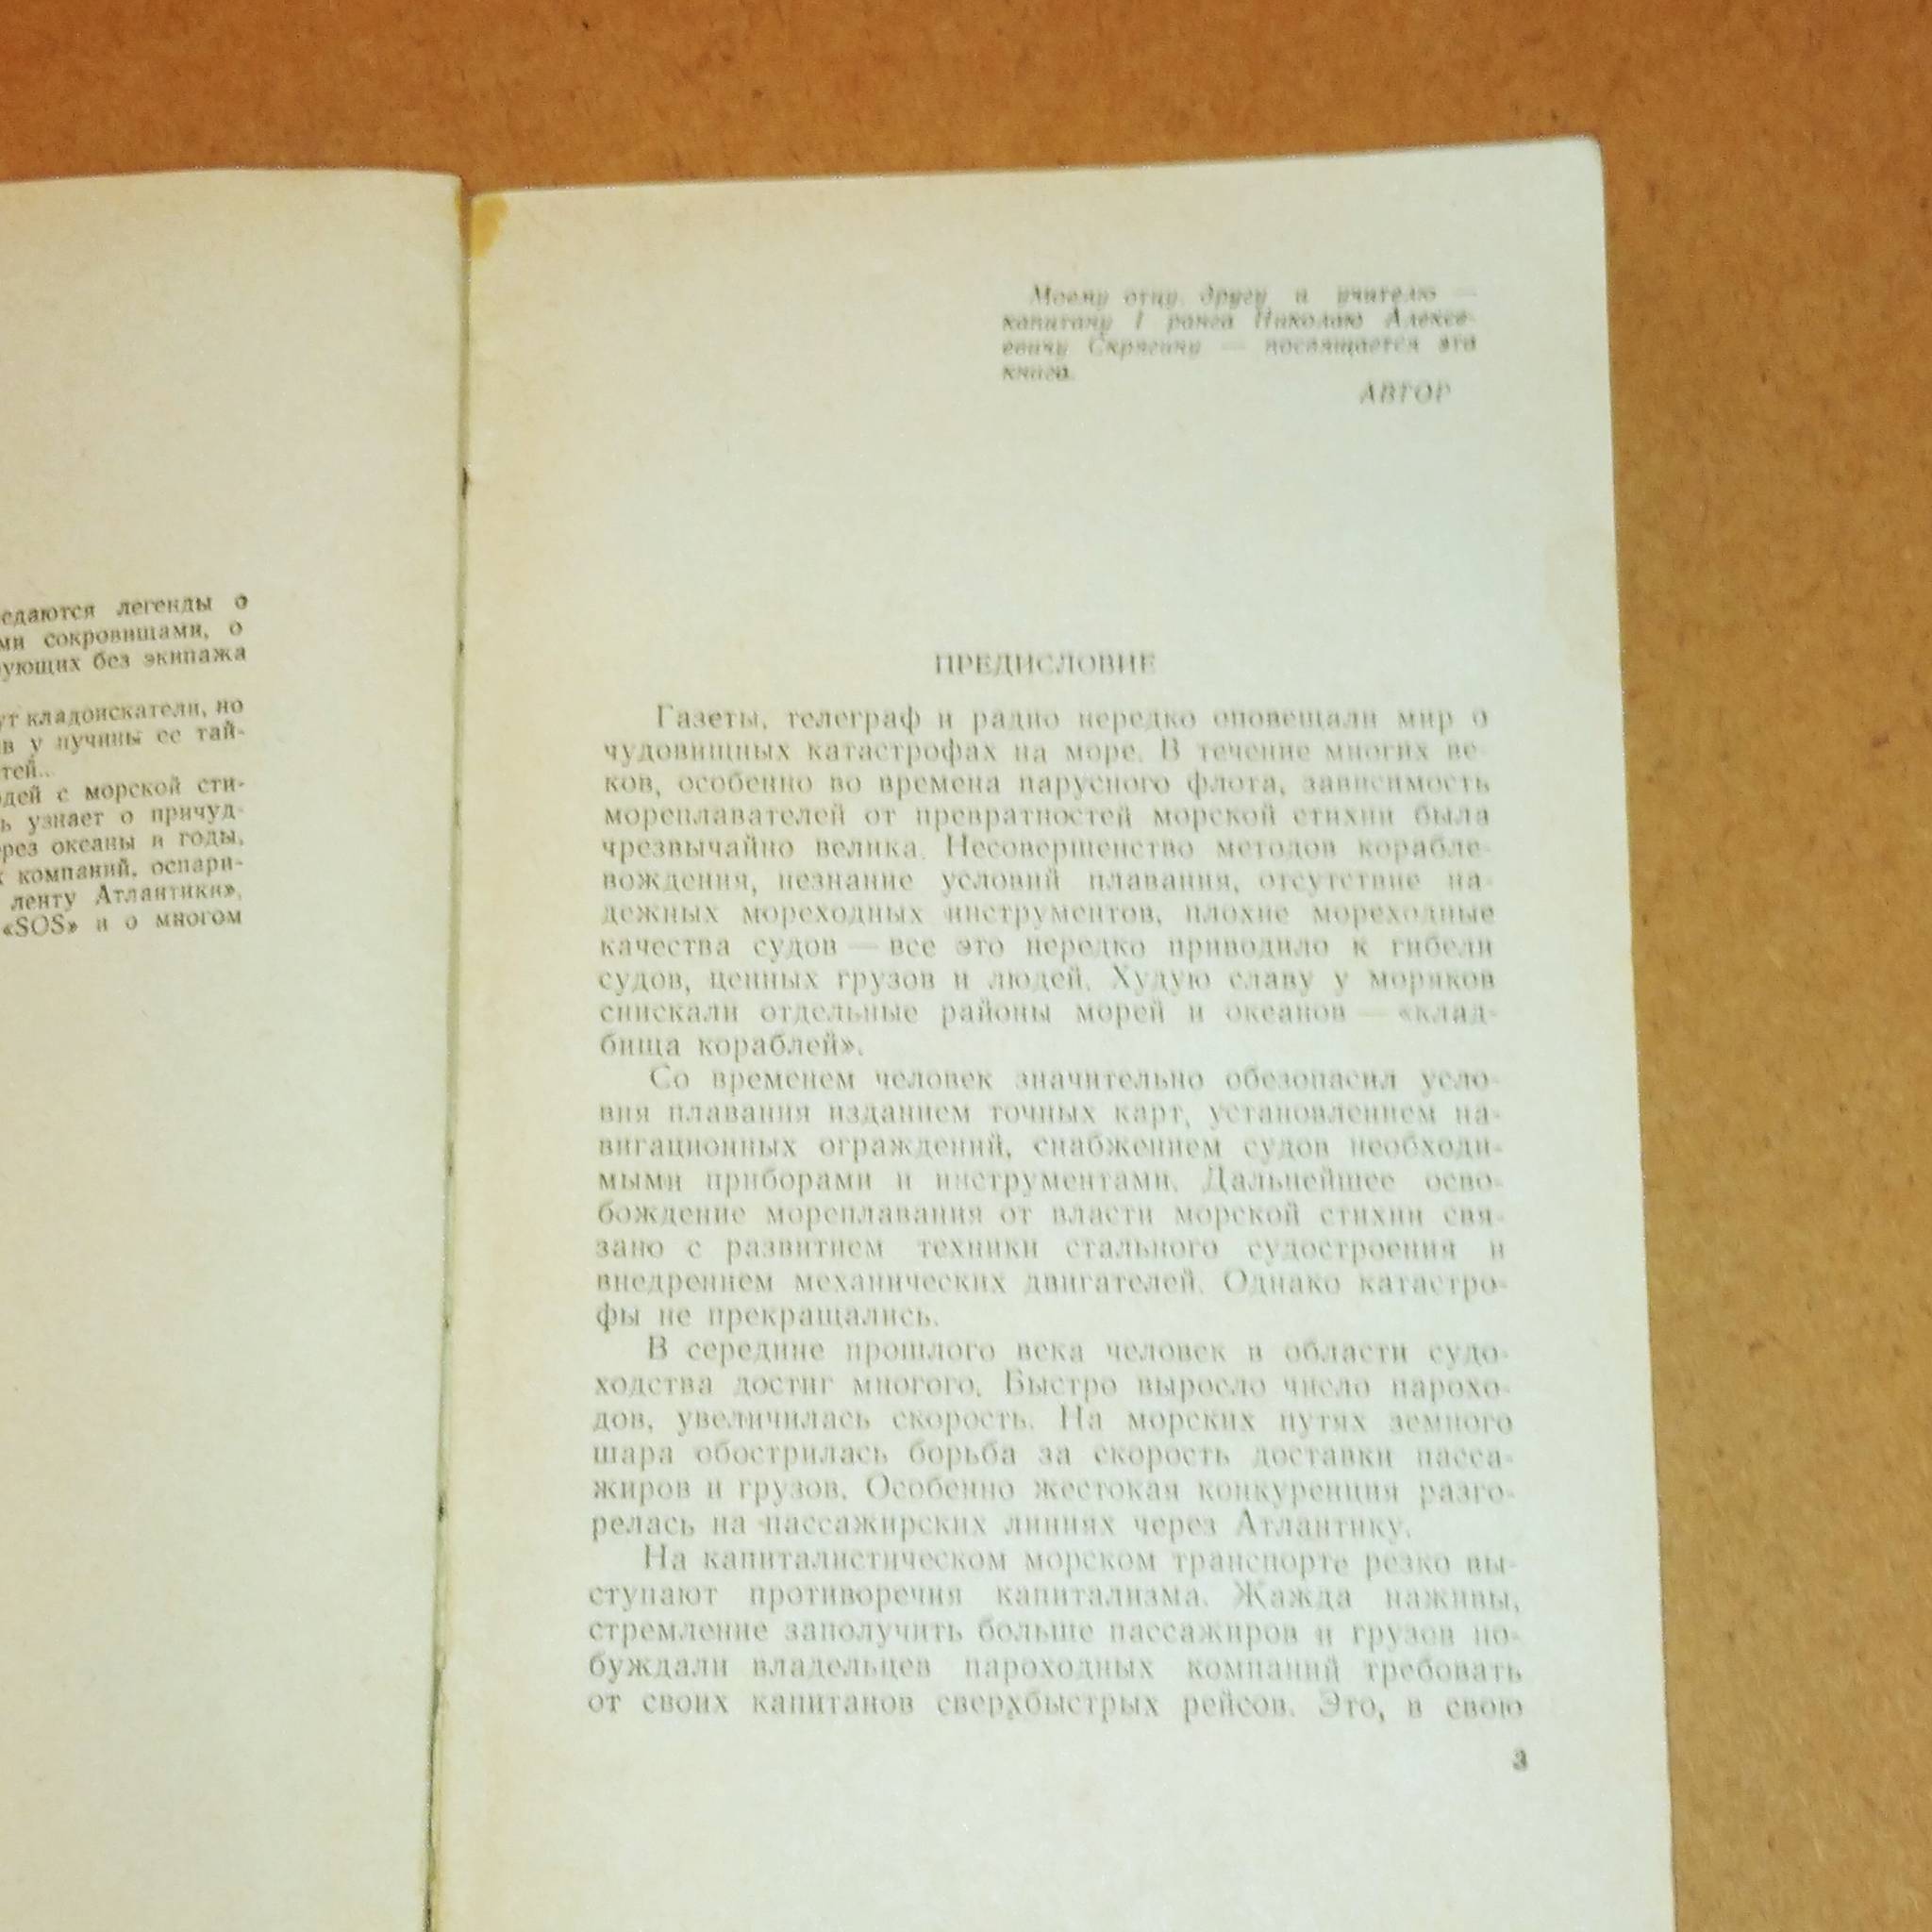 едаются легенды о
ми сокровищами, о
ующих без экипажа
ут кладоискатели, но
в у пучины ее тай-
тей...
дей с морской сти-
ь узнает о причуд-
рез океаны и годы,
х компаний, оспари-
ленту Атлантики»,
«SOS» и о многом
Моему отцу, другу и учителю —
капитану 1 ранга Николаю Алексе-
евичу Скрягину — посвящается эта
книга.
АВТОР
ПРЕДИСЛОВИЕ
Газеты, телеграф и радио нередко оповещали мир о
чудовищных катастрофах на море. В течение многих ве-
ков, особенно во времена парусного флота, зависимость
мореплавателей от превратностей морской стихии была
чрезвычайно велика. Несовершенство методов корабле-
вождения, незнание условий плавания, отсутствие на-
дежных мореходных инструментов, плохие мореходные
качества судов — все это нередко приводило к гибели
судов, ценных грузов и людей. Худую славу у моряков
снискали отдельные районы морей и океанов — «клад-
бища кораблей».
Со временем человек значительно обезопасил усло-
вия плавания изданием точных карт, установлением на-
вигационных ограждений, снабжением судов необходи-
мыми приборами и инструментами. Дальнейшее осво-
бождение мореплавания от власти морской стихии свя-
зано с развитием техники стального судостроения и
внедрением механических двигателей. Однако катастро-
фы не прекращались.
В середине прошлого века человек в области судо-
ходства достиг многого. Быстро выросло число парохо-
дов, увеличилась скорость. На морских путях земного
шара обострилась борьба за скорость доставки пасса-
жиров и грузов. Особенно жестокая конкуренция разго-
релась на пассажирских линиях через Атлантику.
На капиталистическом морском транспорте резко вы-
ступают противоречия капитализма. Жажда наживы,
стремление заполучить больше пассажиров и грузов по-
буждали владельцев пароходных компаний требовать
от своих капитанов сверхбыстрых рейсов. Это, в свою
3